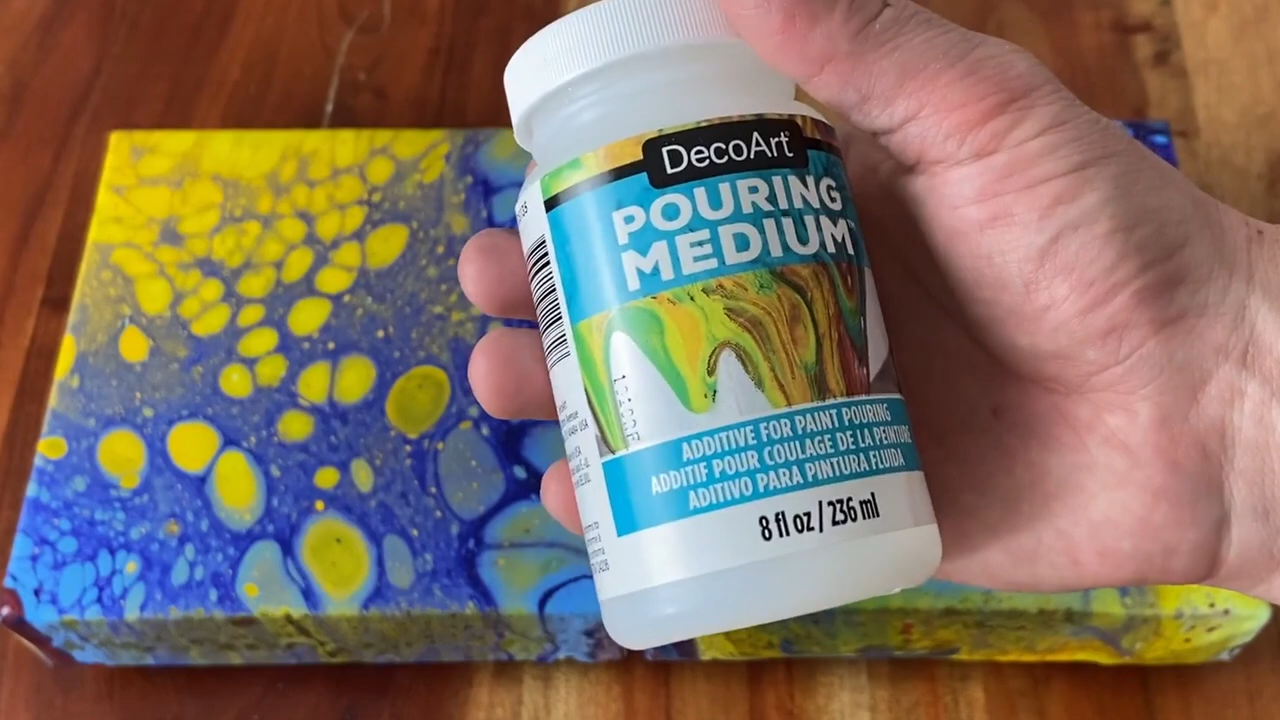 DecoArt®
POURING
MEDIUM™
ADDITIVE FOR PAINT POURING
ADDITIF POUR COULAGE DE LA PEINTURE
ADITIVO PARA PINTURA FLUIDA
8 fl oz / 236 ml